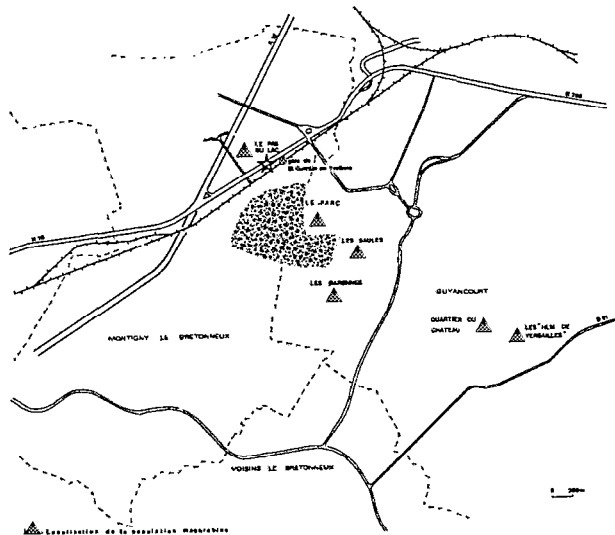 LE PAS
DU LAC
gare de
St Quentin en Yvelines
LE PARC
LES SAULES
LES GARENNES
GUYANCOURT
MONTIGNY LE BRETONNEUX
QUARTIER DU
CHÂTEAU
LES "HLM DE
VERSAILLES"
VOISINS LE BRETONNEUX
Localisation de la population maghrébine